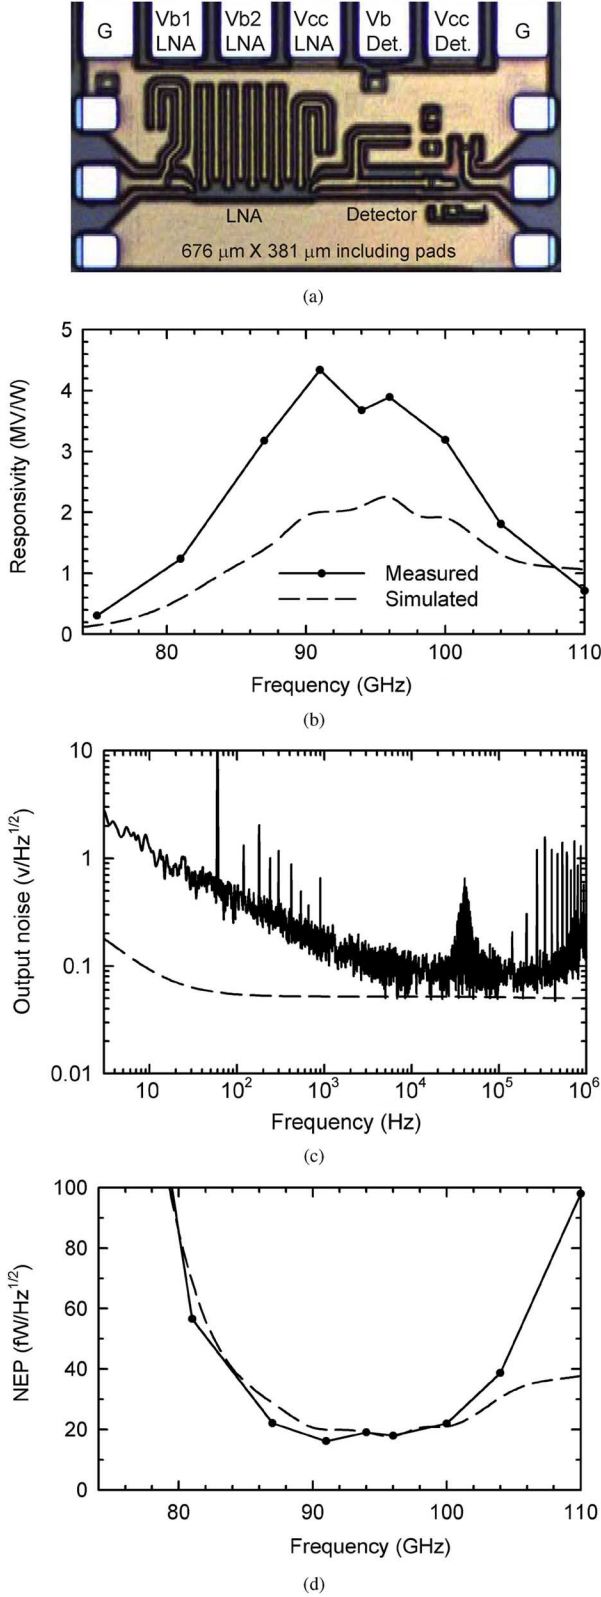 G Vb1 Vb2 Vcc Vb Vcc G
LNA LNA LNA Det. Det.
LNA Detector
676 μm X 381 μm including pads
(a)
Responsivity (MV/W)
5
4
3
2
1
0
Measured
Simulated
80 90 100 110
Frequency (GHz)
(b)
Output noise (v/Hz^1/2)
10
1
0.1
0.01
10 10^2 10^3 10^4 10^5 10^6
Frequency (Hz)
(c)
NEP (fW/Hz^1/2)
100
80
60
40
20
0
80 90 100 110
Frequency (GHz)
(d)